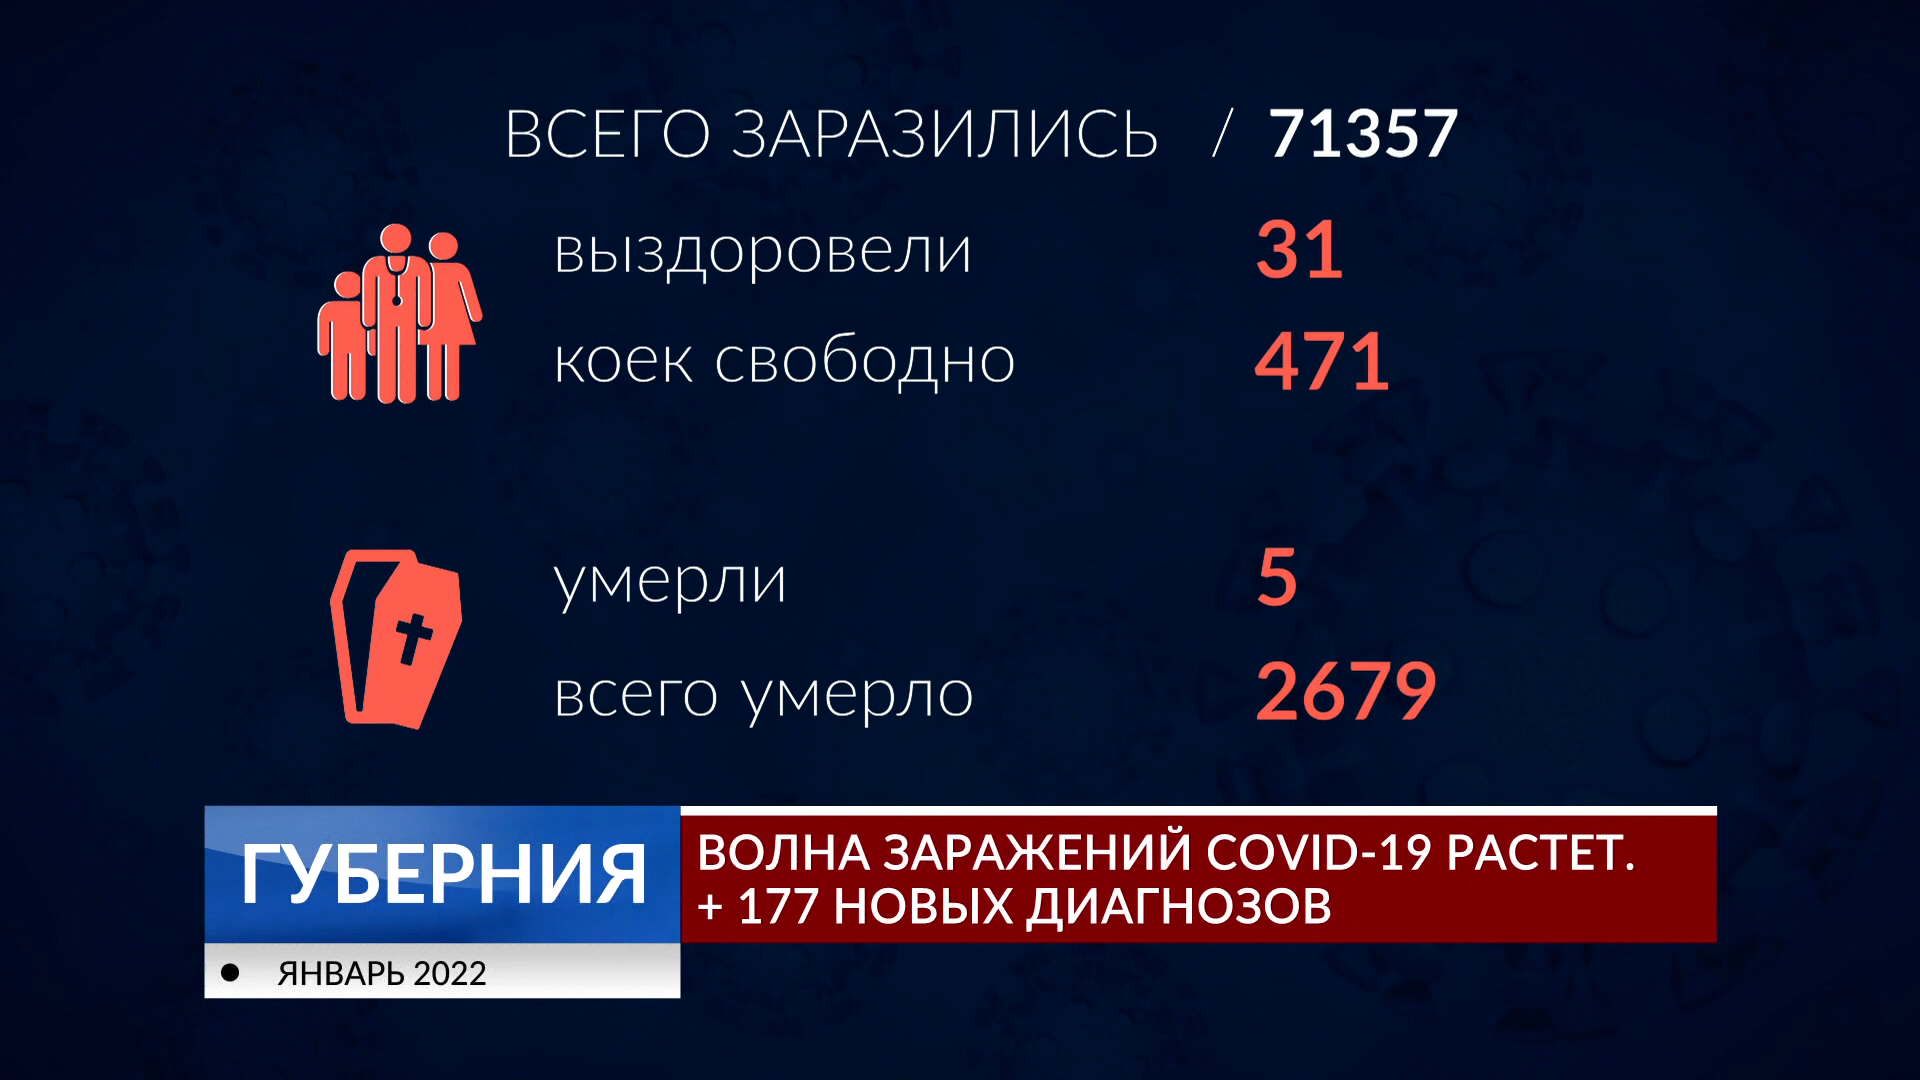 ВСЕГО ЗАРАЗИЛИСЬ / 71357
выздоровели 31
коек свободно 471
умерли 5
всего умерло 2679
ГУБЕРНИЯ
ВОЛНА ЗАРАЖЕНИЙ COVID-19 РАСТЕТ.
+ 177 НОВЫХ ДИАГНОЗОВ
● ЯНВАРЬ 2022